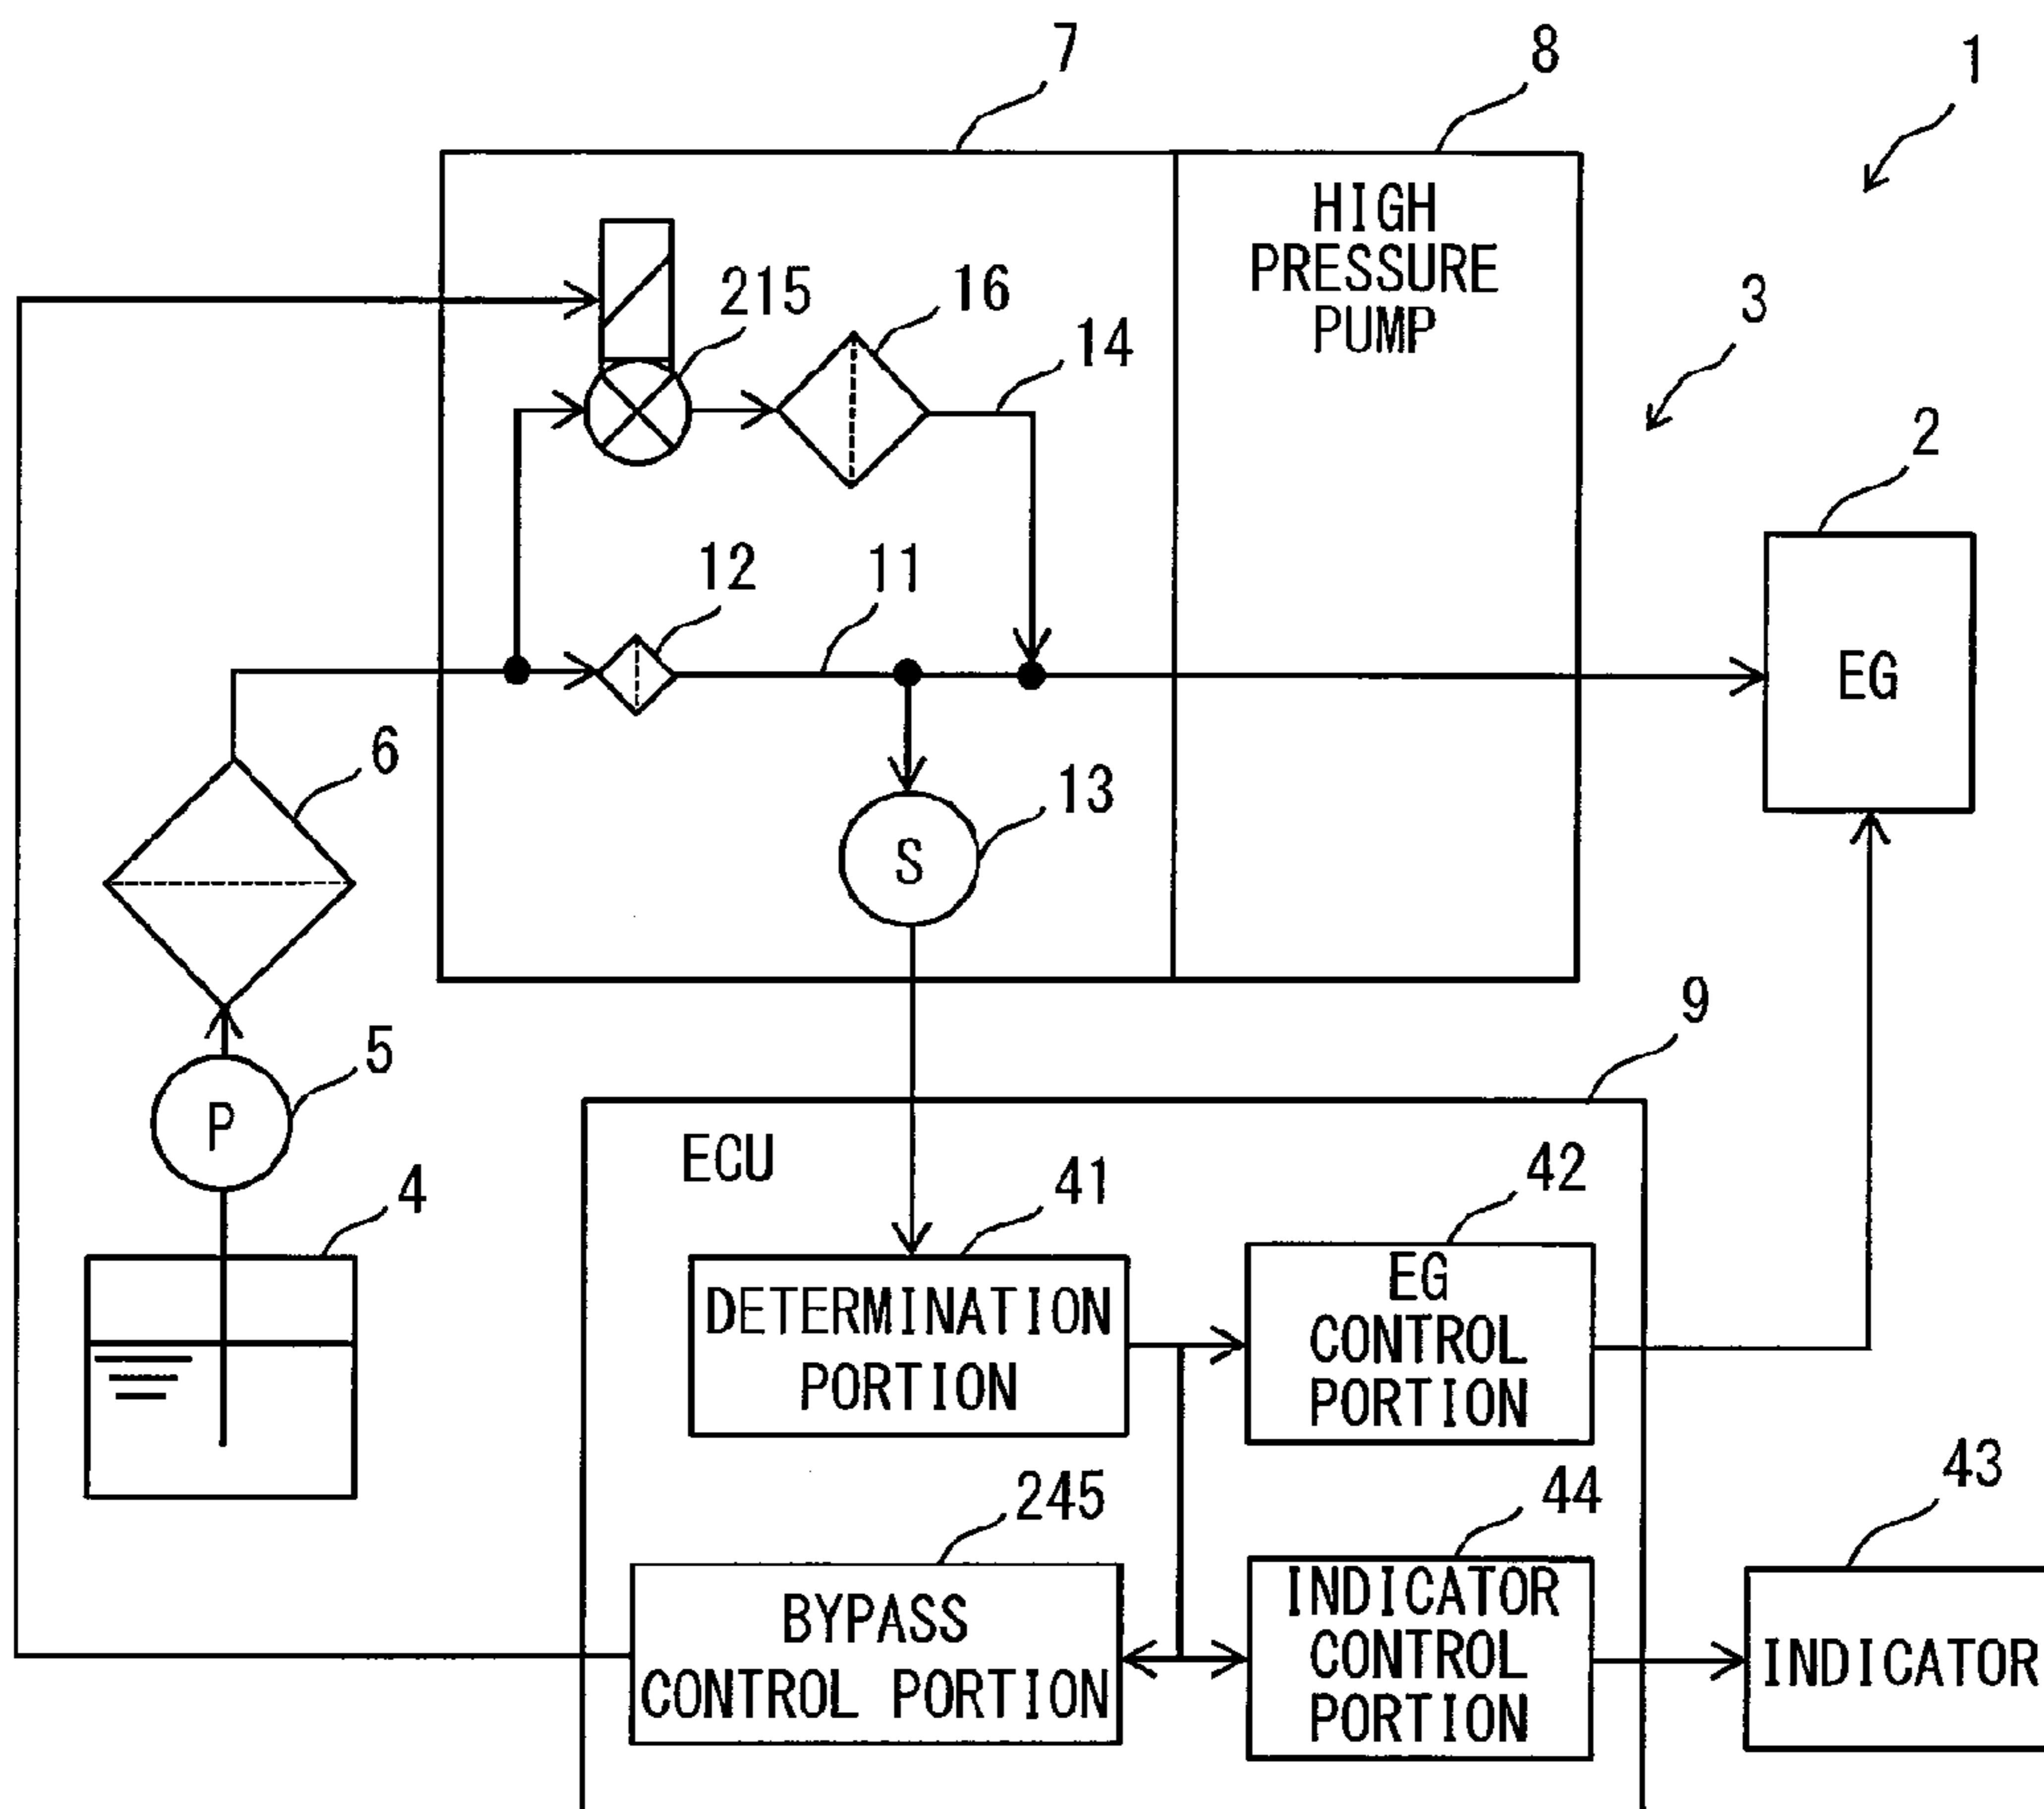 7
8
1
HIGH
PRESSURE
PUMP
215
16
14
3
2
12
11
EG
6
13
S
9
5
P
ECU
4
41
42
DETERMINATION
PORTION
EG
CONTROL
PORTION
245
44
43
BYPASS
CONTROL PORTION
INDICATOR
CONTROL
PORTION
INDICATOR